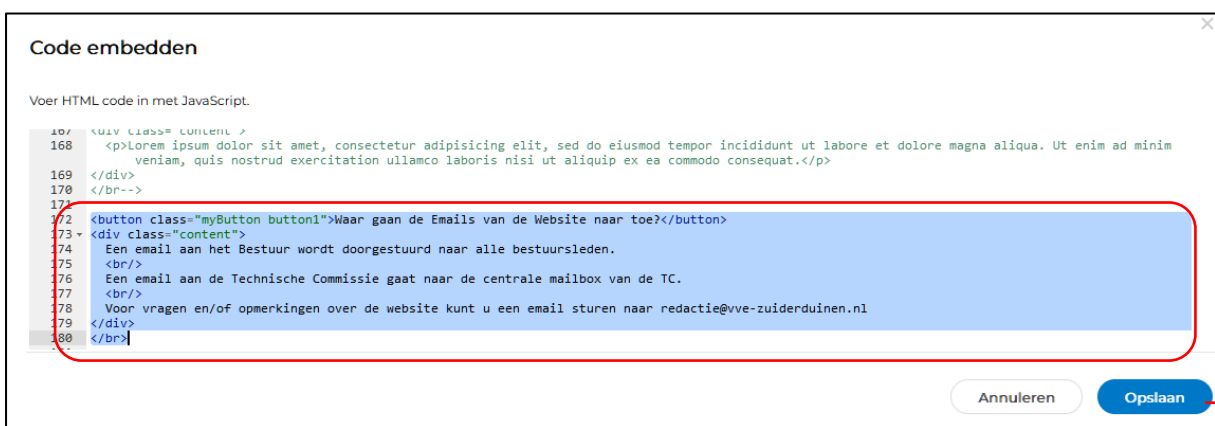 Code embedden
Voer HTML code in met JavaScript.
167 <div class="content">
168 <p>Lorem ipsum dolor sit amet, consectetur adipisicing elit, sed do eiusmod tempor incididunt ut labore et dolore magna aliqua. Ut enim ad minim
veniam, quis nostrud exercitation ullamco laboris nisi ut aliquip ex ea commodo consequat.</p>
169 </div>
170 </br-->
171
172 <button class="myButton button1">Waar gaan de Emails van de Website naar toe?</button>
173 <div class="content">
174 Een email aan het Bestuur wordt doorgestuurd naar alle bestuursleden.
175 <br/>
176 Een email aan de Technische Commissie gaat naar de centrale mailbox van de TC.
177 <br/>
178 Voor vragen en/of opmerkingen over de website kunt u een email sturen naar redactie@vve-zuiderduinen.nl
179 </div>
180 </br>
Annuleren
Opslaan